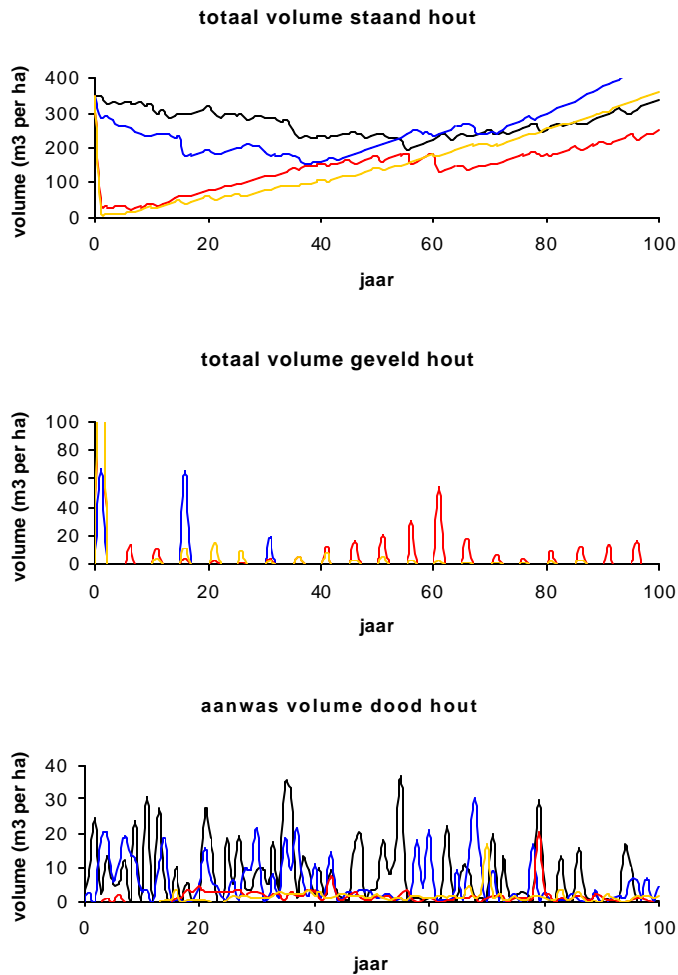 totaal volume staand hout
volume (m3 per ha)
400
300
200
100
0
0 20 40 60 80 100
jaar
totaal volume geveld hout
volume (m3 per ha)
100
80
60
40
20
0
0 20 40 60 80 100
jaar
aanwas volume dood hout
volume (m3 per ha)
40
30
20
10
0
0 20 40 60 80 100
jaar